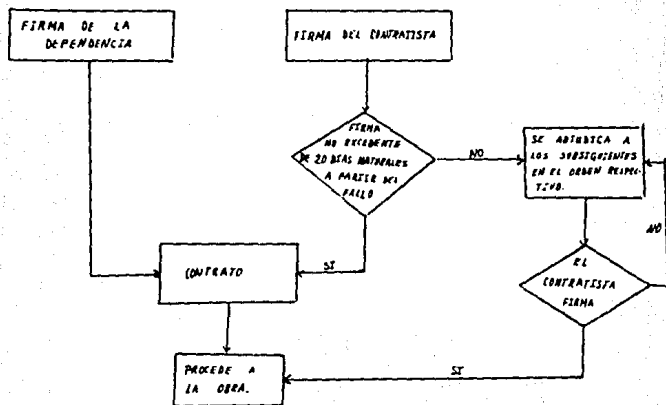 FIRMA DE LA
DEPENDENCIA
FIRMA DEL CONTRATISTA
FIRMA
NO EXCEDENTE
DE 20 DIAS NATURALES
A PARTIR DEL
FALLO
NO
SE ADJUDICA A
LOS SUBSIGUIENTES
EN EL ORDEN RESPEC-
TIVO.
NO
SI
CONTRATO
EL
CONTRATISTA
FIRMA
SI
PROCEDE A
LA OBRA.